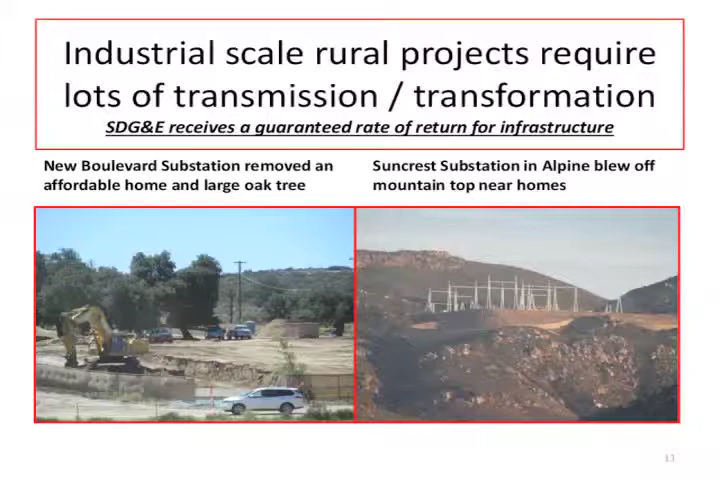 Industrial scale rural projects require
lots of transmission / transformation
SDG&E receives a guaranteed rate of return for infrastructure
New Boulevard Substation removed an
affordable home and large oak tree
Suncrest Substation in Alpine blew off
mountain top near homes
13